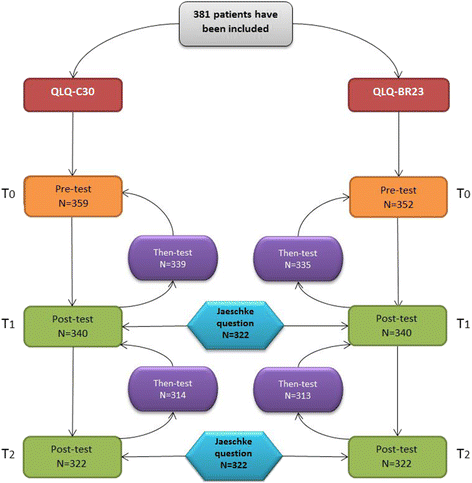 381 patients have
been included
QLQ-C30
QLQ-BR23
T0
Pre-test
N=359
Pre-test
N=352
T0
Then-test
N=339
Then-test
N=335
T1
Post-test
N=340
Jaeschke
question
N=322
Post-test
N=340
T1
Then-test
N=314
Then-test
N=313
T2
Post-test
N=322
Jaeschke
question
N=322
Post-test
N=322
T2